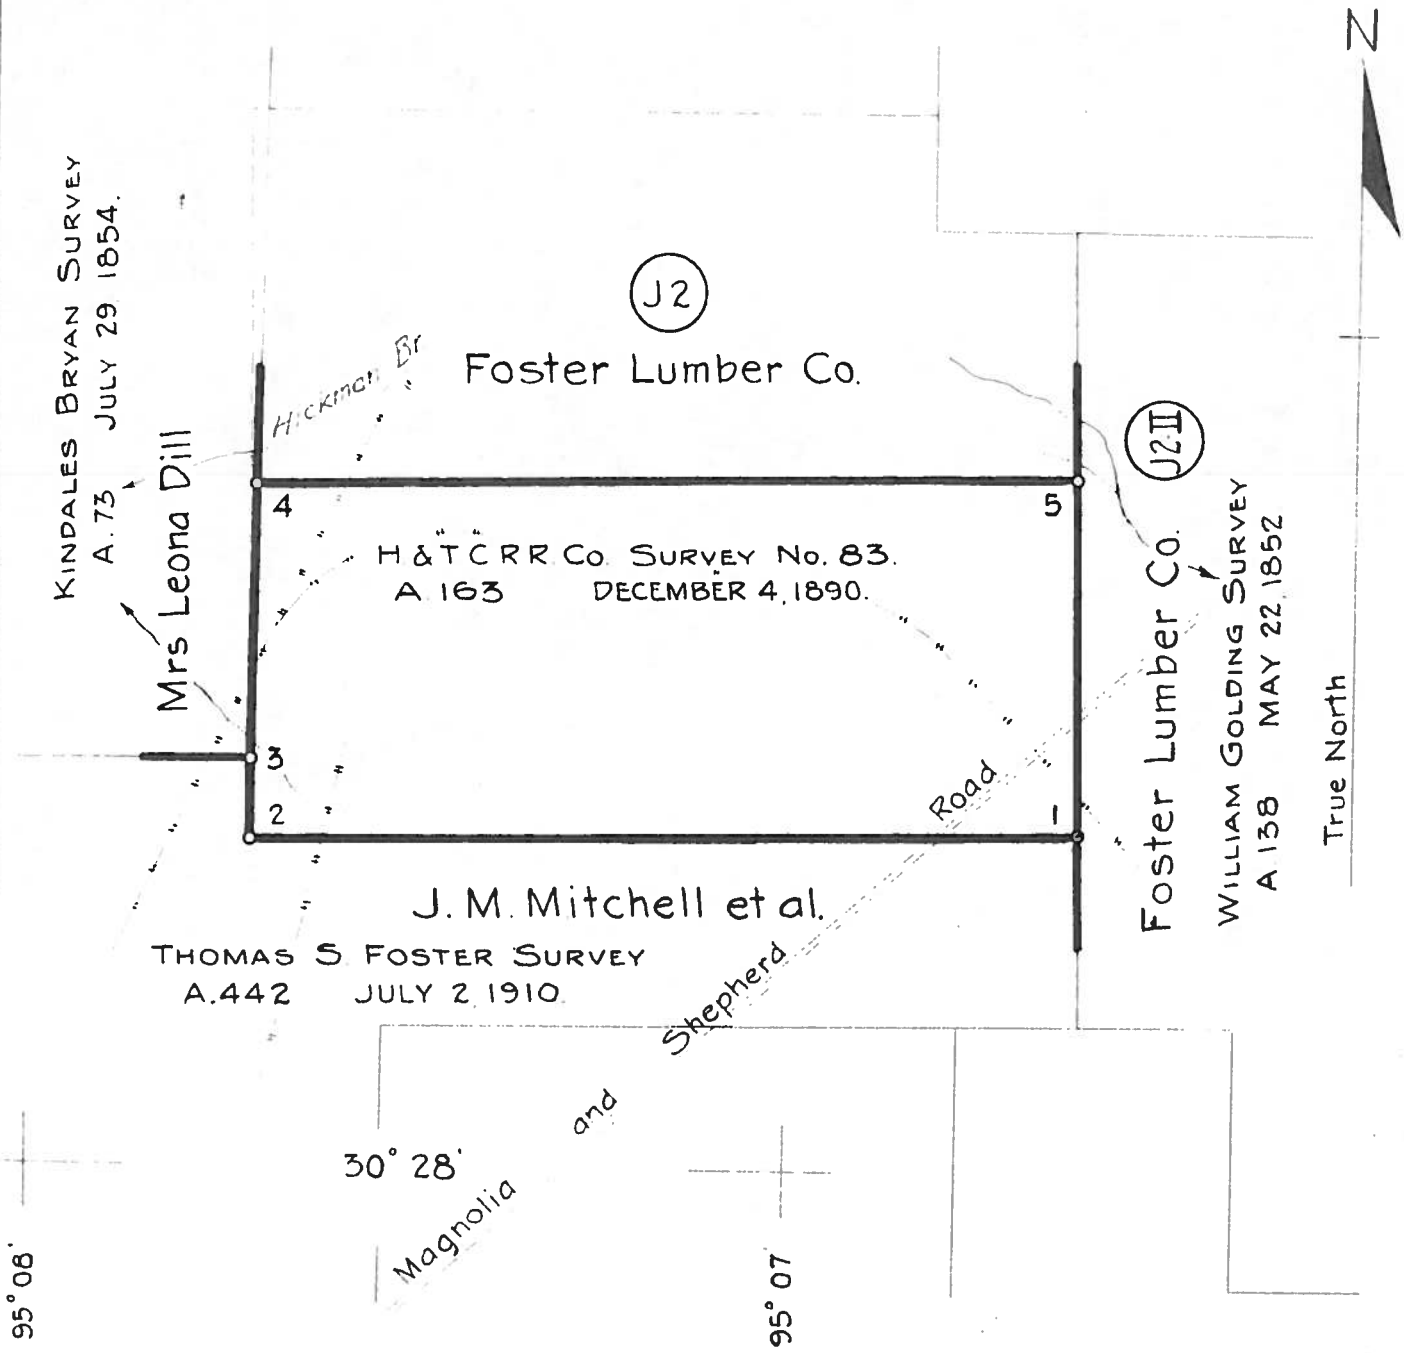 N
KINDALES BRYAN SURVEY
A. 73 JULY 29 1854.
Mrs Leona Dill
Hickman Br
J2
Foster Lumber Co.
J2-II
4
5
H & T C R R Co. SURVEY No. 83.
A 163 DECEMBER 4, 1890.
Foster Lumber Co.
WILLIAM GOLDING SURVEY
A 138 MAY 22, 1852
True North
3
2
1
J. M. Mitchell et al.
THOMAS S. FOSTER SURVEY
A. 442 JULY 2, 1910.
Magnolia and Shepherd Road
30° 28'
95° 08'
95° 07